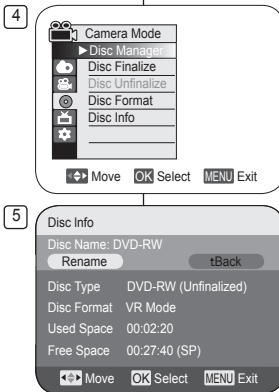 4
Camera Mode
►Disc Manager
Disc Finalize
Disc Unfinalize
Disc Format
Disc Info
Move OK Select MENU Exit
5
Disc Info
Disc Name: DVD-RW
Rename tBack
Disc Type DVD-RW (Unfinalized)
Disc Format VR Mode
Used Space 00:02:20
Free Space 00:27:40 (SP)
Move OK Select MENU Exit